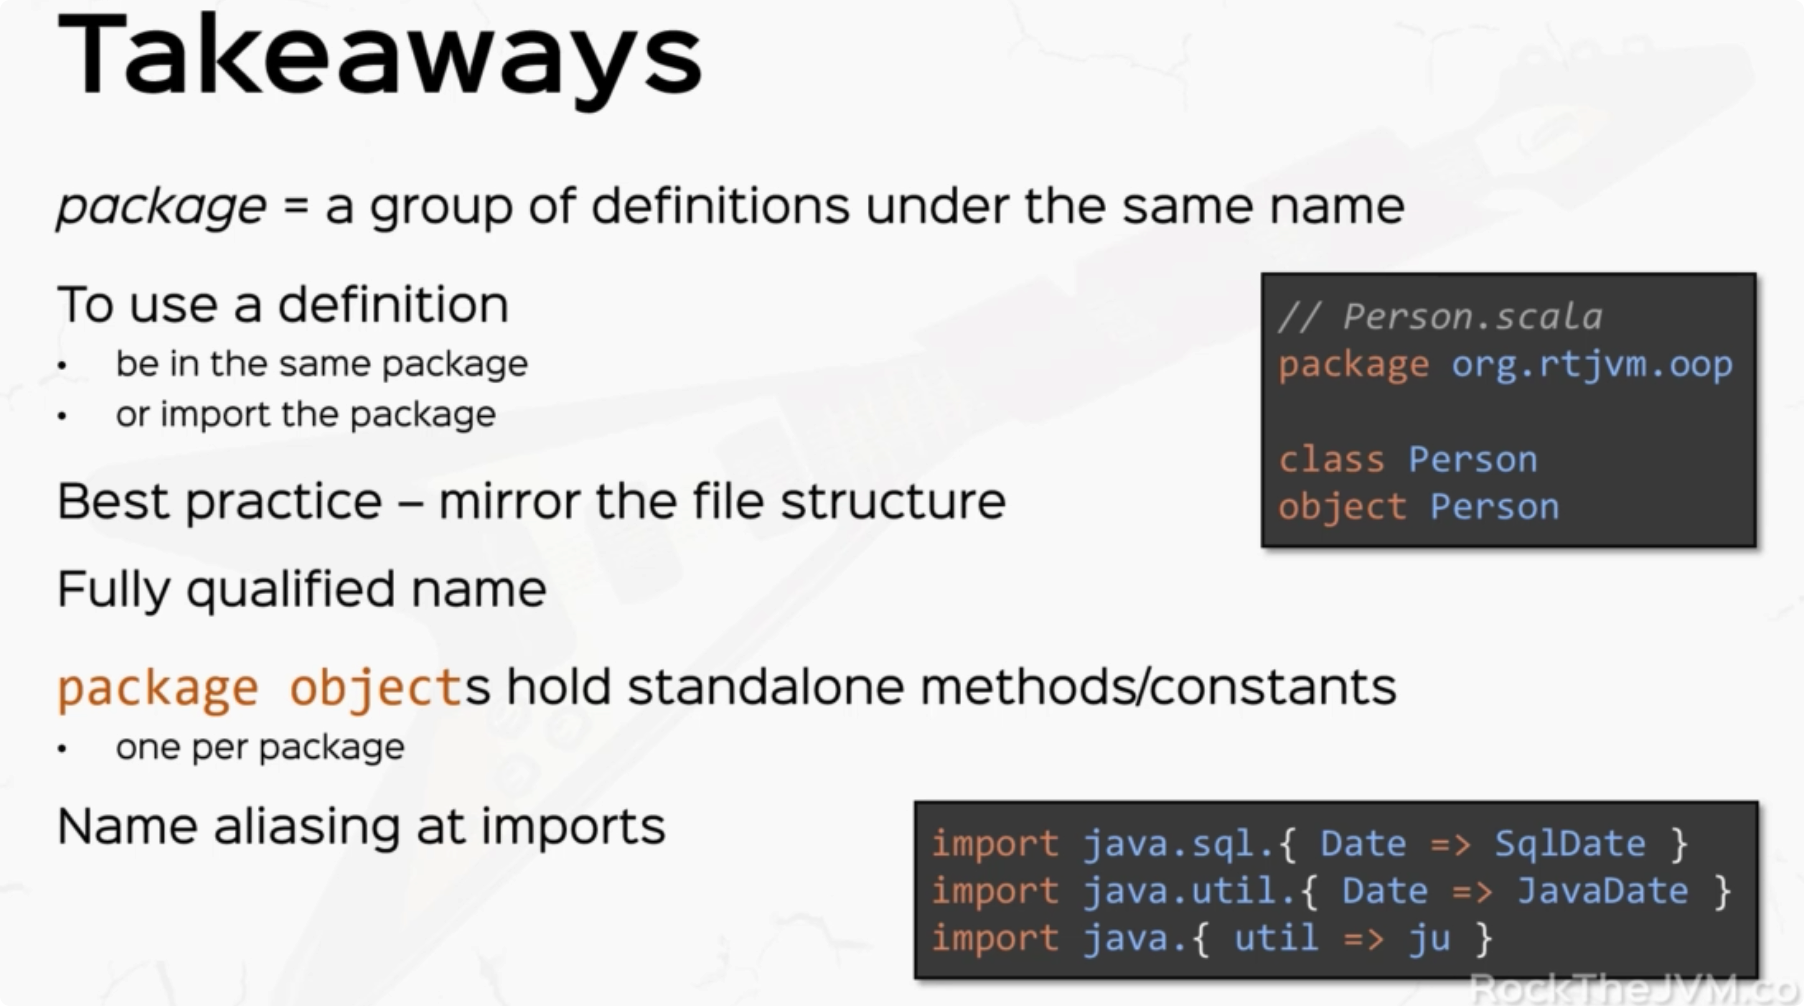 Takeaways
package = a group of definitions under the same name
To use a definition
• be in the same package
• or import the package
Best practice – mirror the file structure
Fully qualified name
package objects hold standalone methods/constants
• one per package
Name aliasing at imports
// Person.scala
package org.rtjvm.oop
class Person
object Person
import java.sql.{ Date => SqlDate }
import java.util.{ Date => JavaDate }
import java.{ util => ju }
RockTheJVM.co